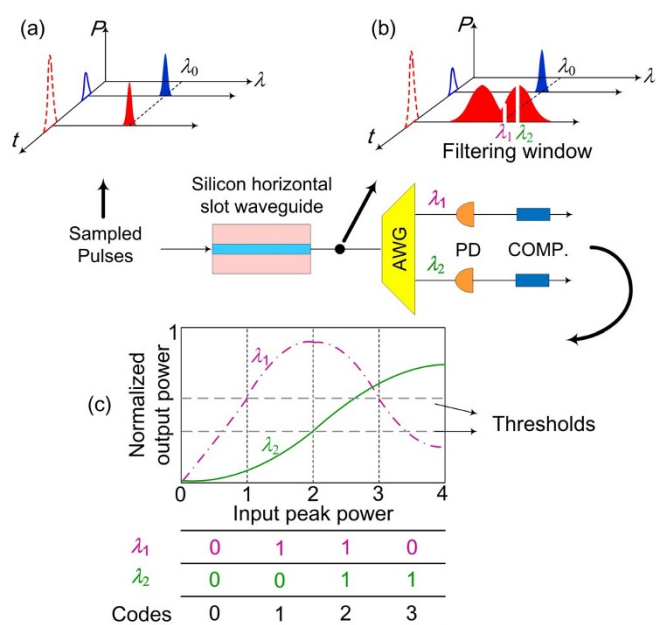 (a)
P
λ0
λ
t
(b)
P
λ0
λ
λ1 λ2
t
Filtering window
Silicon horizontal
slot waveguide
Sampled
Pulses
AWG
λ1
λ2
PD
COMP.
(c)
Normalized
output power
1
λ1
λ2
Thresholds
0 1 2 3 4
Input peak power
λ1 0 1 1 0
λ2 0 0 1 1
Codes 0 1 2 3